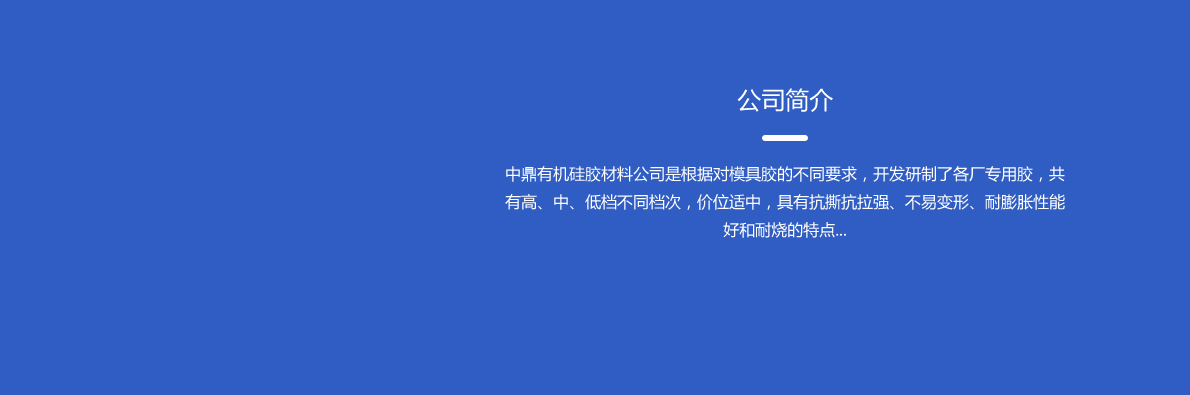 公司简介
中鼎有机硅胶材料公司是根据对模具胶的不同要求，开发研制了各厂专用胶，共
有高、中、低档不同档次，价位适中，具有抗撕抗拉强、不易变形、耐膨胀性能
好和耐烧的特点...